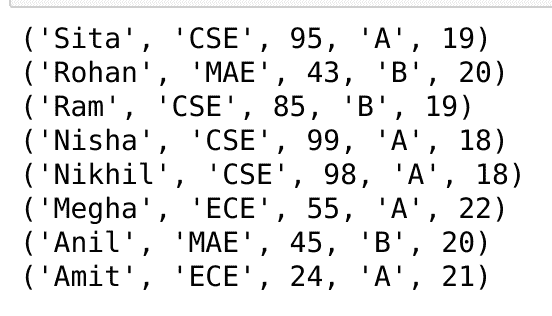 ('Sita', 'CSE', 95, 'A', 19)
('Rohan', 'MAE', 43, 'B', 20)
('Ram', 'CSE', 85, 'B', 19)
('Nisha', 'CSE', 99, 'A', 18)
('Nikhil', 'CSE', 98, 'A', 18)
('Megha', 'ECE', 55, 'A', 22)
('Anil', 'MAE', 45, 'B', 20)
('Amit', 'ECE', 24, 'A', 21)